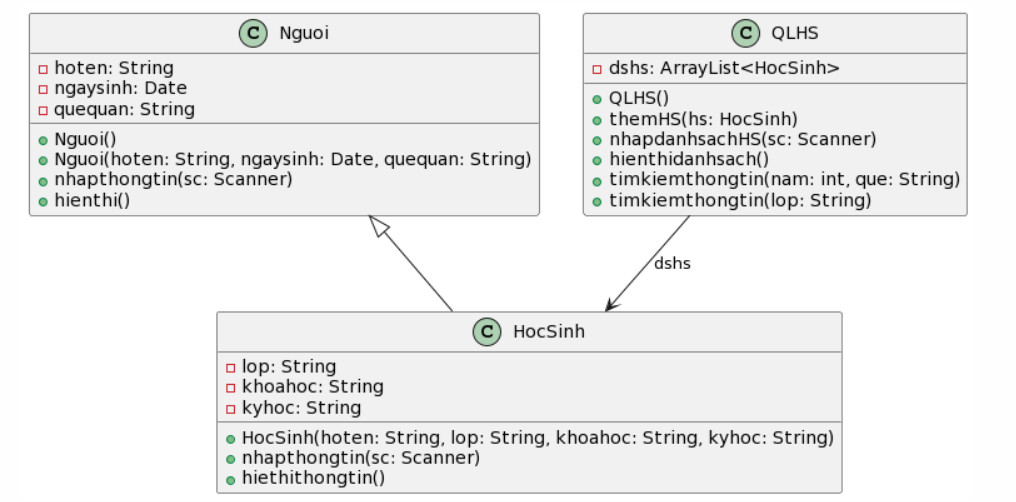 C Nguoi
hoten: String
ngaysinh: Date
quequan: String
Nguoi()
Nguoi(hoten: String, ngaysinh: Date, quequan: String)
nhapthongtin(sc: Scanner)
hienthi()
C QLHS
dshs: ArrayList<HocSinh>
QLHS()
themHS(hs: HocSinh)
nhapdanhsachHS(sc: Scanner)
hienthidanhsach()
timkiemthongtin(nam: int, que: String)
timkiemthongtin(lop: String)
dshs
C HocSinh
lop: String
khoahoc: String
kyhoc: String
HocSinh(hoten: String, lop: String, khoahoc: String, kyhoc: String)
nhapthongtin(sc: Scanner)
hiethithongtin()